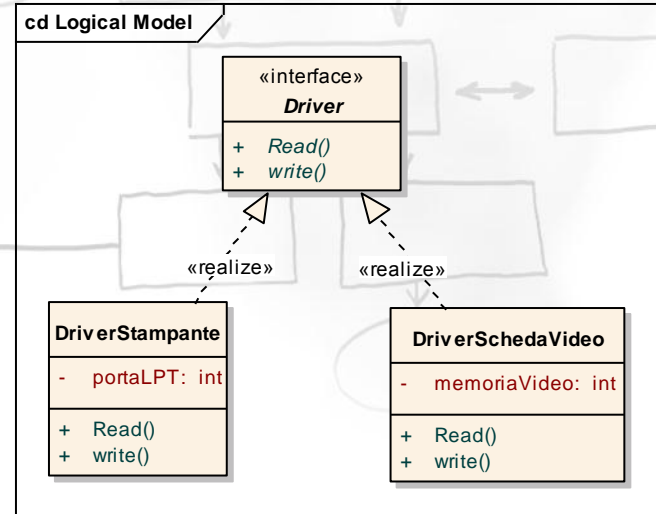 cd Logical Model
«interface»
Driver
+ Read()
+ write()
«realize»
«realize»
DriverStampante
- portaLPT: int
+ Read()
+ write()
DriverSchedaVideo
- memoriaVideo: int
+ Read()
+ write()